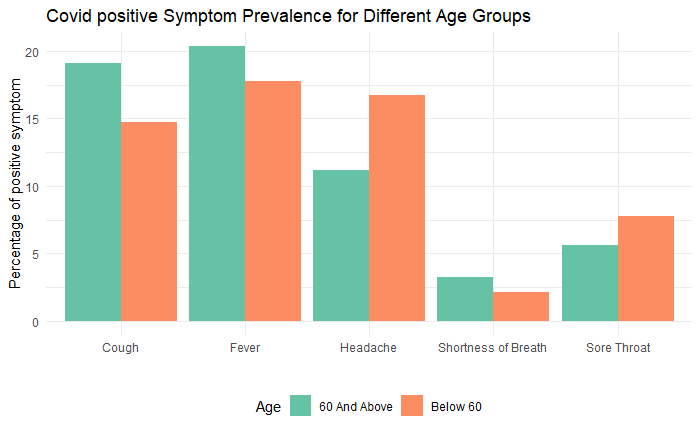 Covid positive Symptom Prevalence for Different Age Groups
Percentage of positive symptom
20
15
10
5
0
Cough Fever Headache Shortness of Breath Sore Throat
Age 60 And Above Below 60